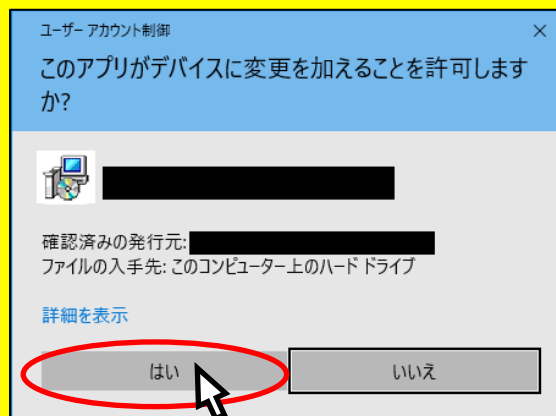 ユーザー アカウント制御
このアプリがデバイスに変更を加えることを許可します
か?
確認済みの発行元:
ファイルの入手先: このコンピューター上のハード ドライブ
詳細を表示
はい
いいえ